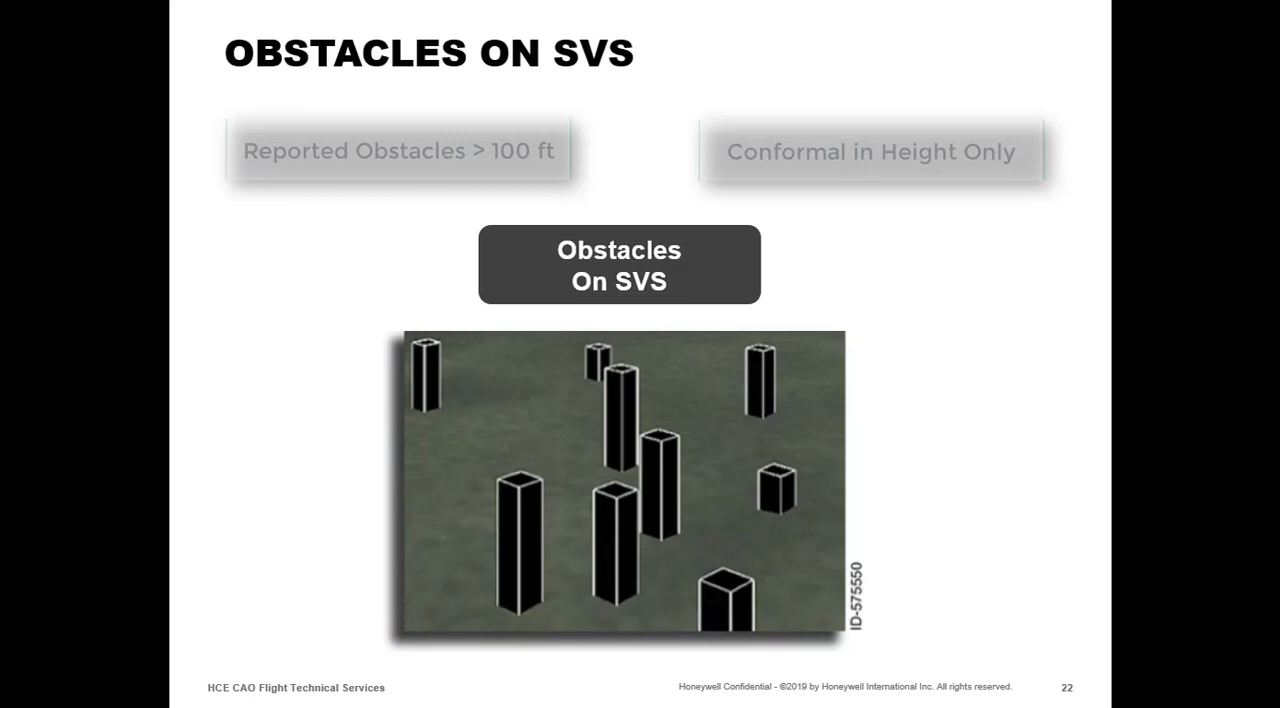 OBSTACLES ON SVS
Reported Obstacles > 100 ft
Conformal in Height Only
Obstacles
On SVS
ID-575550
HCE CAO Flight Technical Services
Honeywell Confidential - ©2019 by Honeywell International Inc. All rights reserved.
22